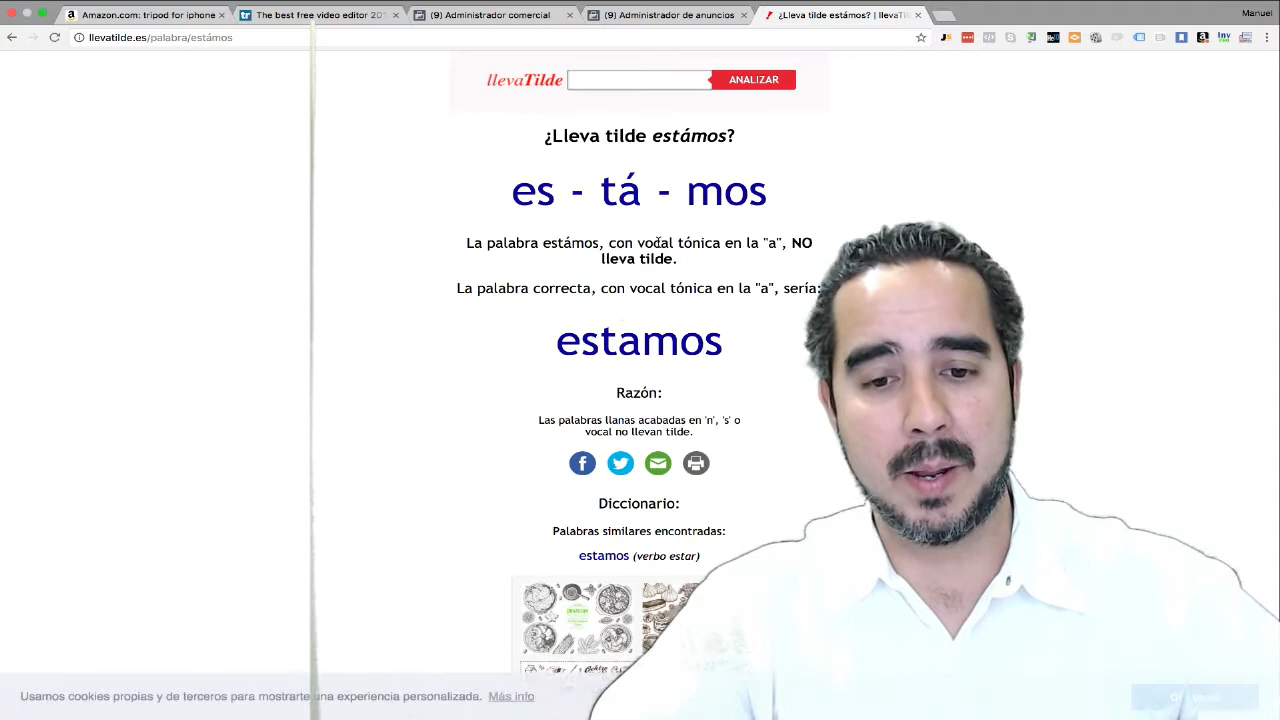 Amazon.com: tripod for iphone
The best free video editor 201
(9) Administrador comercial
(9) Administrador de anuncios
¿Lleva tilde estámos? | llevaTil
Manuel
llevatilde.es/palabra/estámos
llevaTilde
ANALIZAR
¿Lleva tilde estámos?
es - tá - mos
La palabra estámos, con vocal tónica en la "a", NO
lleva tilde.
La palabra correcta, con vocal tónica en la "a", sería:
estamos
Razón:
Las palabras llanas acabadas en 'n', 's' o
vocal no llevan tilde.
Diccionario:
Palabras similares encontradas:
estamos (verbo estar)
Usamos cookies propias y de terceros para mostrarte una experiencia personalizada. Más info